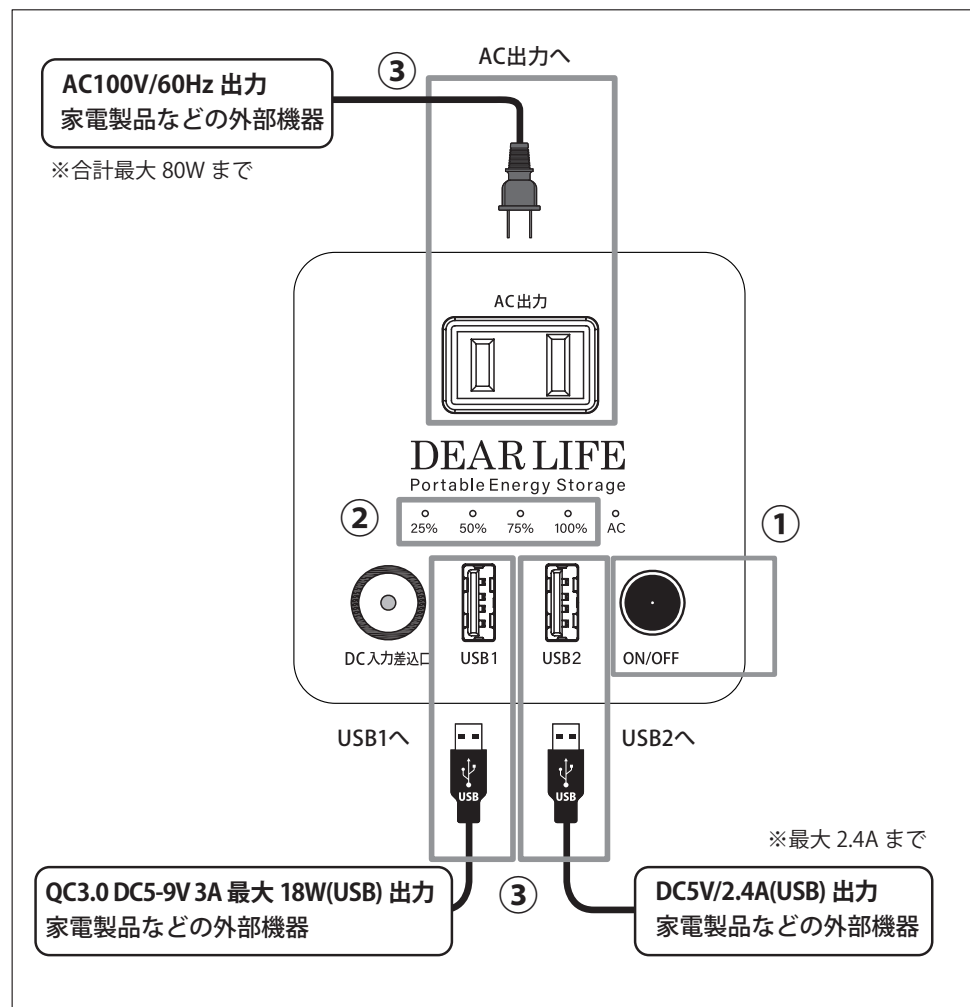 ③
AC出力へ
AC100V/60Hz 出力
家電製品などの外部機器
※合計最大 80W まで
AC出力
DEAR LIFE
Portable Energy Storage
②
25% 50% 75% 100% AC
①
DC入力差込口 USB1 USB2 ON/OFF
USB1へ
USB2へ
USB
USB
※最大 2.4A まで
QC3.0 DC5-9V 3A 最大 18W(USB) 出力
家電製品などの外部機器
③
DC5V/2.4A(USB) 出力
家電製品などの外部機器